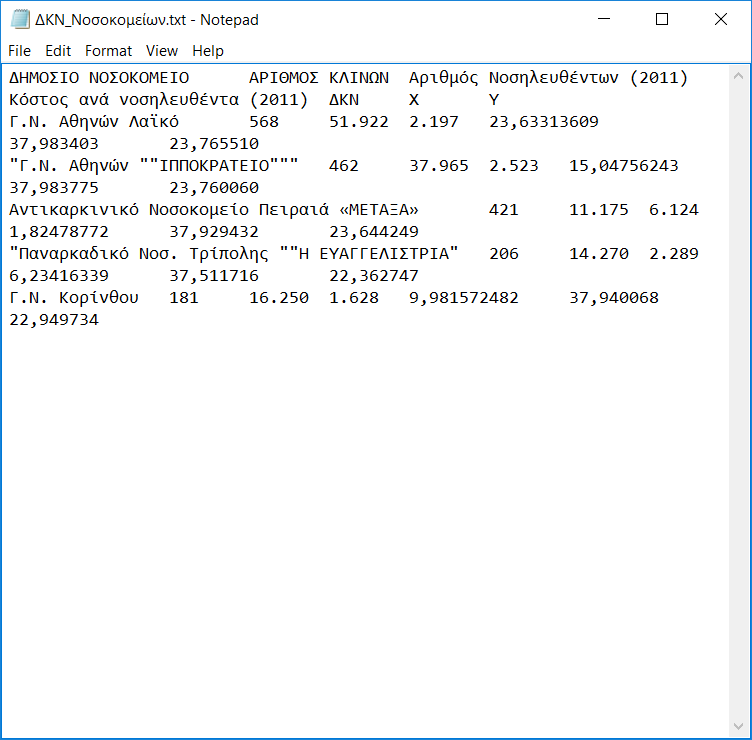 ΔΚΝ_Νοσοκομείων.txt - Notepad
File Edit Format View Help
ΔΗΜΟΣΙΟ ΝΟΣΟΚΟΜΕΙΟ ΑΡΙΘΜΟΣ ΚΛΙΝΩΝ Αριθμός Νοσηλευθέντων (2011)
Κόστος ανά νοσηλευθέντα (2011) ΔΚΝ X Y
Γ.Ν. Αθηνών Λαϊκό 568 51.922 2.197 23,63313609
37,983403 23,765510
"Γ.Ν. Αθηνών ""ΙΠΠΟΚΡΑΤΕΙΟ""" 462 37.965 2.523 15,04756243
37,983775 23,760060
Αντικαρκινικό Νοσοκομείο Πειραιά «ΜΕΤΑΞΑ» 421 11.175 6.124
1,82478772 37,929432 23,644249
"Παναρκαδικό Νοσ. Τρίπολης ""Η ΕΥΑΓΓΕΛΙΣΤΡΙΑ" 206 14.270 2.289
6,23416339 37,511716 22,362747
Γ.Ν. Κορίνθου 181 16.250 1.628 9,981572482 37,940068
22,949734